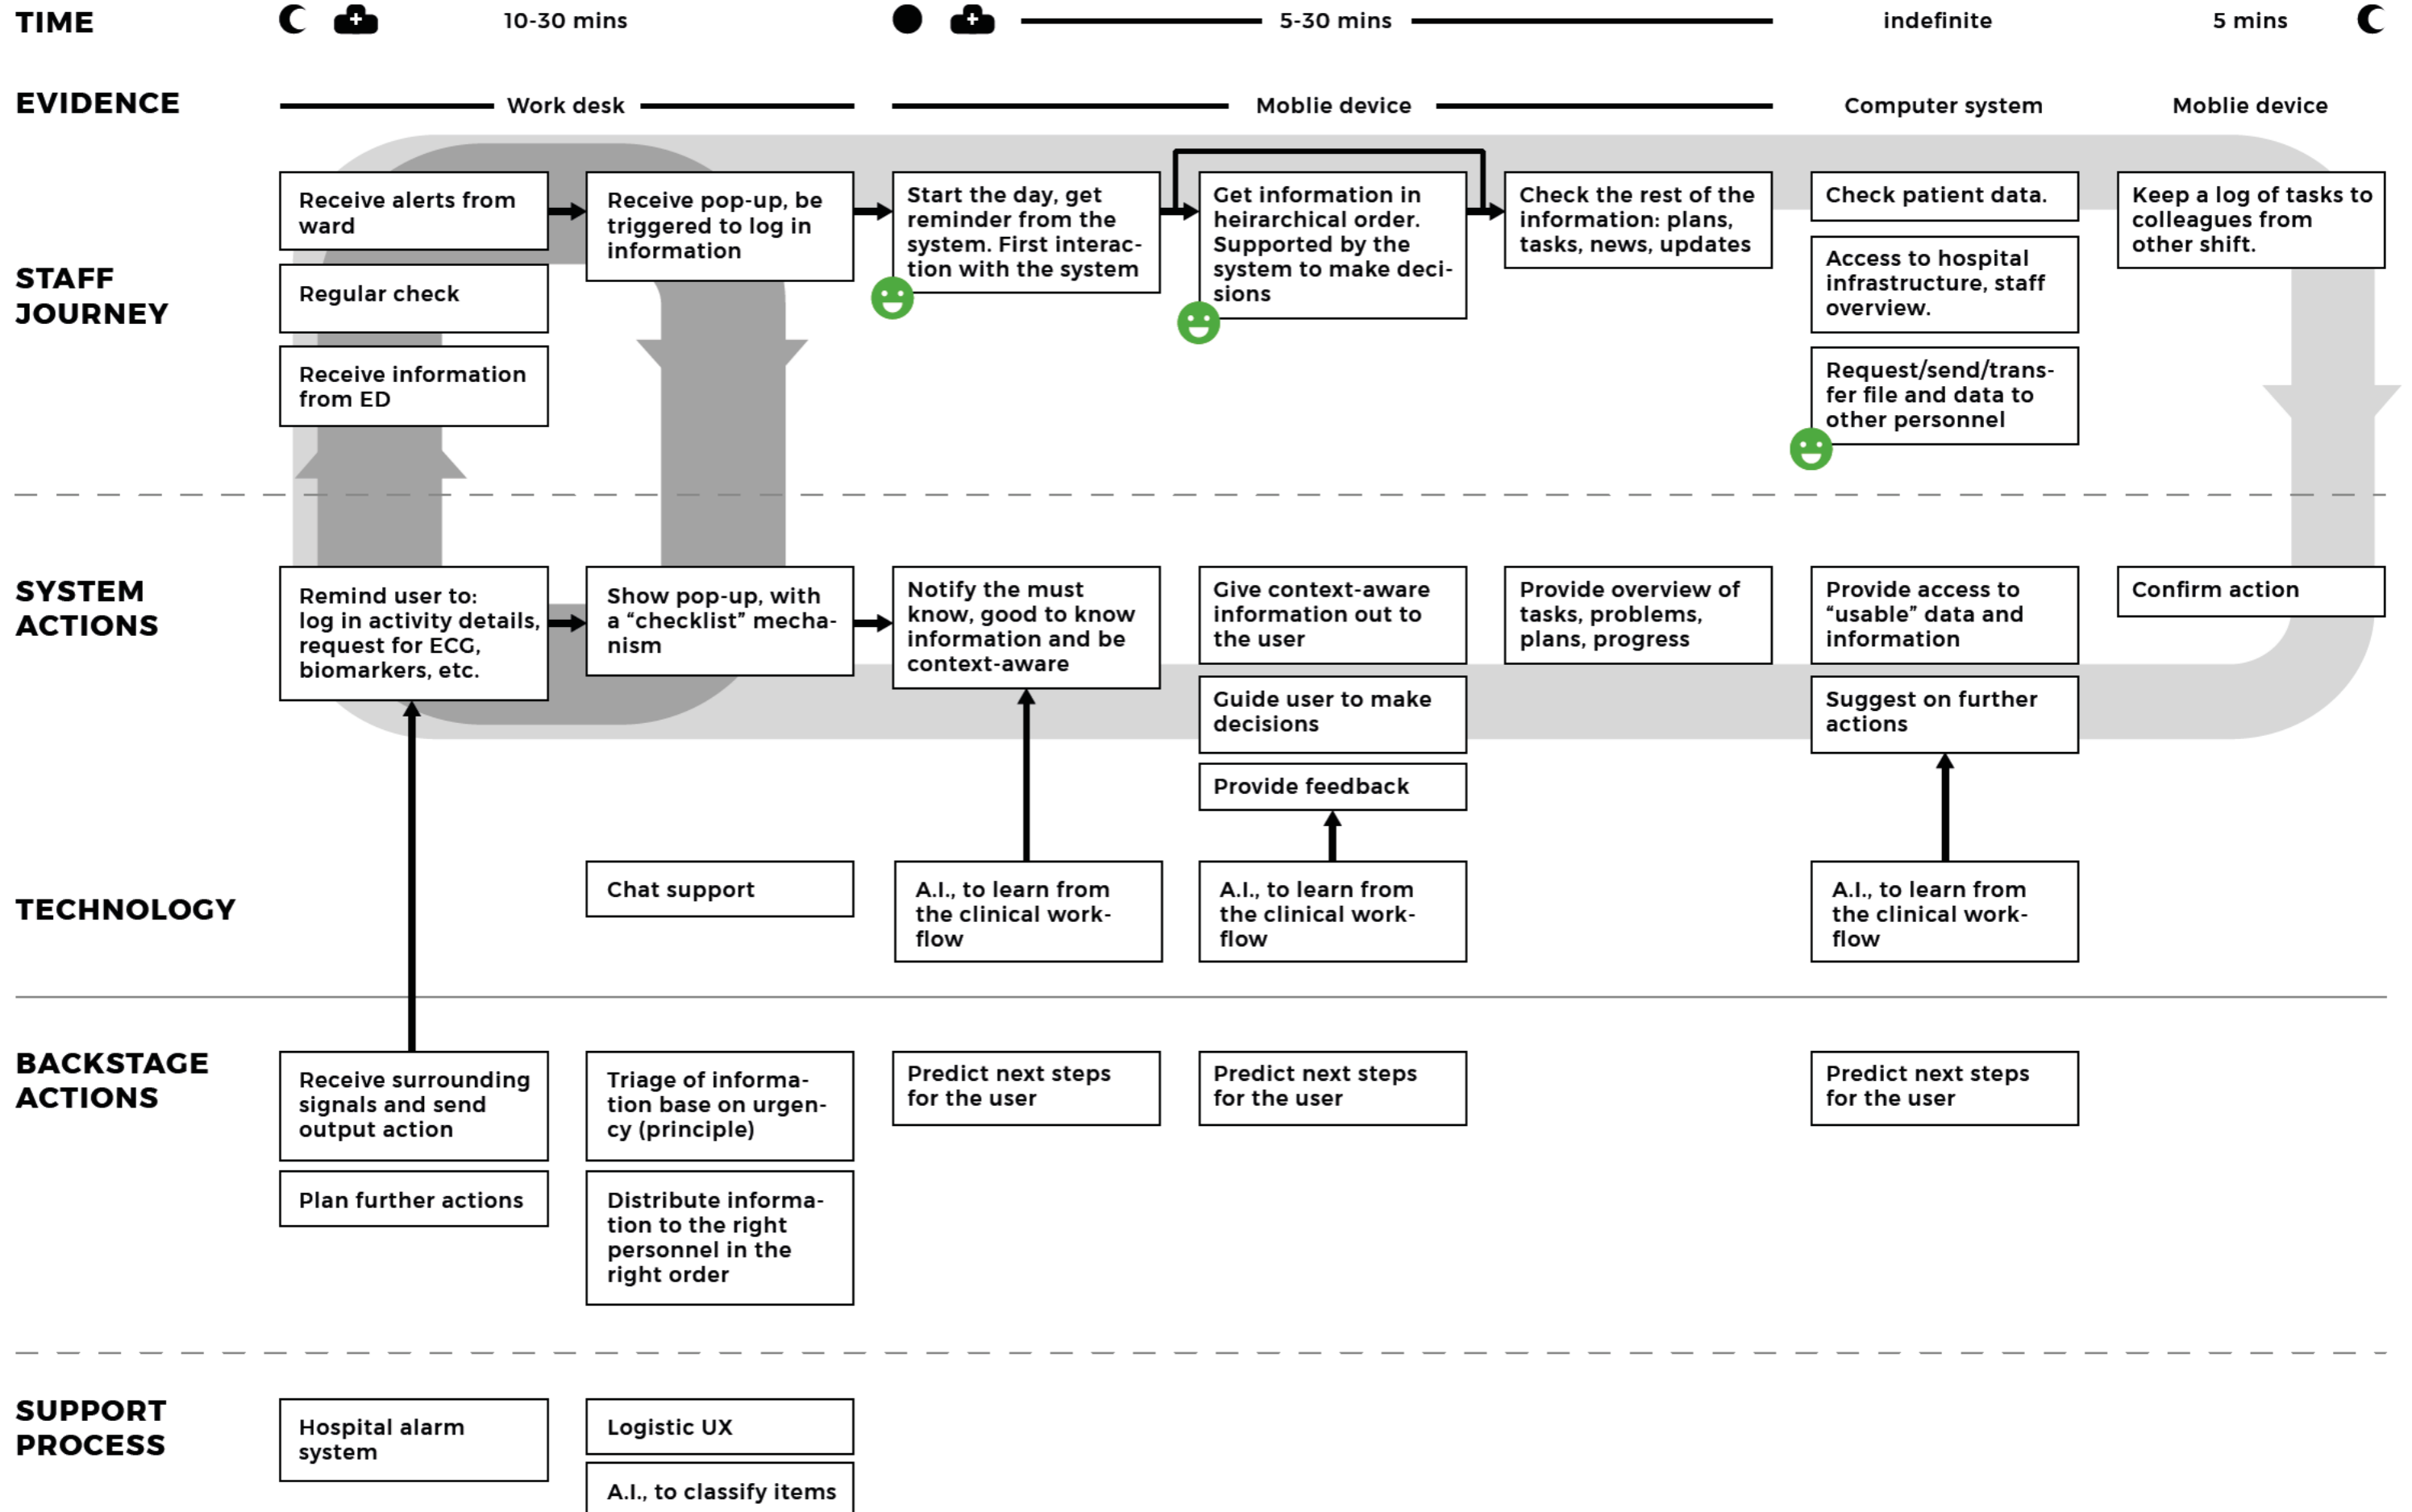 TIME
10-30 mins
5-30 mins
indefinite
5 mins
EVIDENCE
Work desk
Moblie device
Computer system
Moblie device
STAFF
JOURNEY
Receive alerts from
ward
Regular check
Receive information
from ED
Receive pop-up, be
triggered to log in
information
Start the day, get
reminder from the
system. First interac-
tion with the system
Get information in
heirarchical order.
Supported by the
system to make deci-
sions
Check the rest of the
information: plans,
tasks, news, updates
Check patient data.
Access to hospital
infrastructure, staff
overview.
Request/send/trans-
fer file and data to
other personnel
Keep a log of tasks to
colleagues from
other shift.
SYSTEM
ACTIONS
Remind user to:
log in activity details,
request for ECG,
biomarkers, etc.
Show pop-up, with
a “checklist” mecha-
nism
Notify the must
know, good to know
information and be
context-aware
Give context-aware
information out to
the user
Guide user to make
decisions
Provide feedback
Provide overview of
tasks, problems,
plans, progress
Provide access to
“usable” data and
information
Suggest on further
actions
Confirm action
TECHNOLOGY
Chat support
A.I., to learn from
the clinical work-
flow
A.I., to learn from
the clinical work-
flow
A.I., to learn from
the clinical work-
flow
BACKSTAGE
ACTIONS
Receive surrounding
signals and send
output action
Plan further actions
Triage of informa-
tion base on urgen-
cy (principle)
Distribute informa-
tion to the right
personnel in the
right order
Predict next steps
for the user
Predict next steps
for the user
Predict next steps
for the user
SUPPORT
PROCESS
Hospital alarm
system
Logistic UX
A.I., to classify items